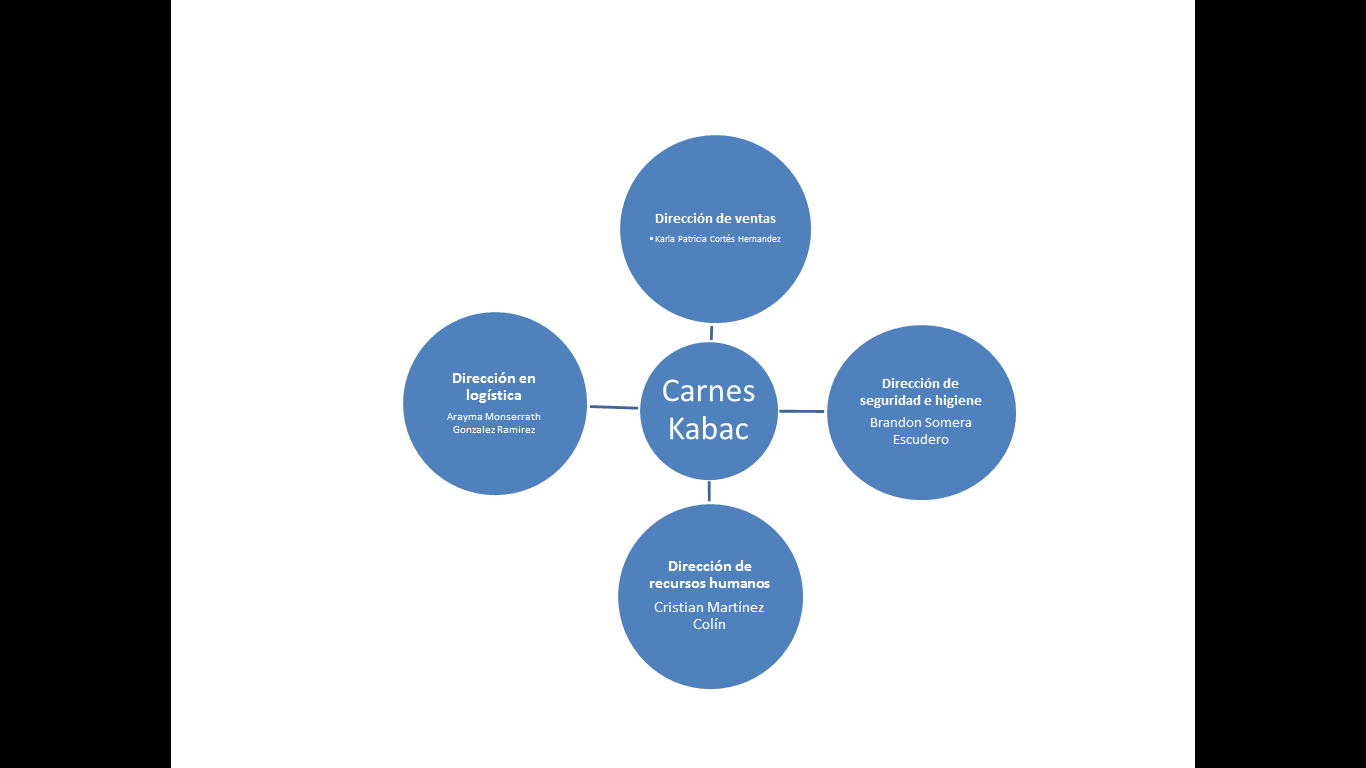 Dirección de ventas
•Karla Patricia Cortés Hernandez
Dirección en
logística
Arayma Monserrath
Gonzalez Ramirez
Carnes
Kabac
Dirección de
seguridad e higiene
Brandon Somera
Escudero
Dirección de
recursos humanos
Cristian Martínez
Colín